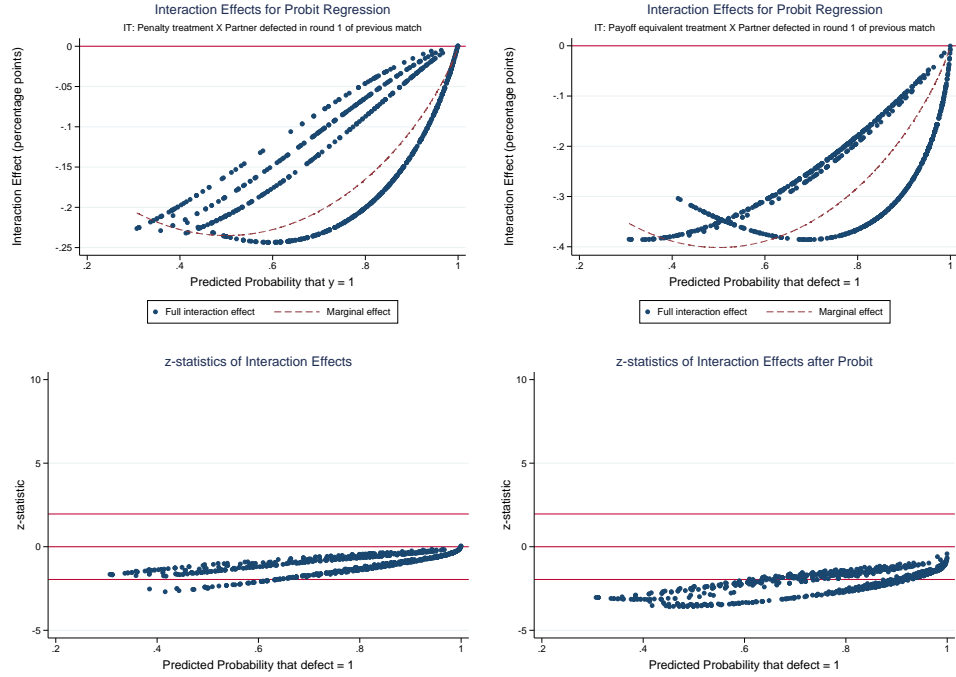 Interaction Effects for Probit Regression
IT: Penalty treatment X Partner defected in round 1 of previous match
Interaction Effect (percentage points)
0
-.05
-.1
-.15
-.2
-.25
.2
.4
.6
.8
1
Predicted Probability that y = 1
Full interaction effect
Marginal effect
Interaction Effects for Probit Regression
IT: Payoff equivalent treatment X Partner defected in round 1 of previous match
Interaction Effect (percentage points)
0
-.1
-.2
-.3
-.4
.2
.4
.6
.8
1
Predicted Probability that defect = 1
Full interaction effect
Marginal effect
z-statistics of Interaction Effects
z-statistic
10
5
0
-5
.2
.4
.6
.8
1
Predicted Probability that defect = 1
z-statistics of Interaction Effects after Probit
z-statistic
10
5
0
-5
.2
.4
.6
.8
1
Predicted Probability that defect = 1